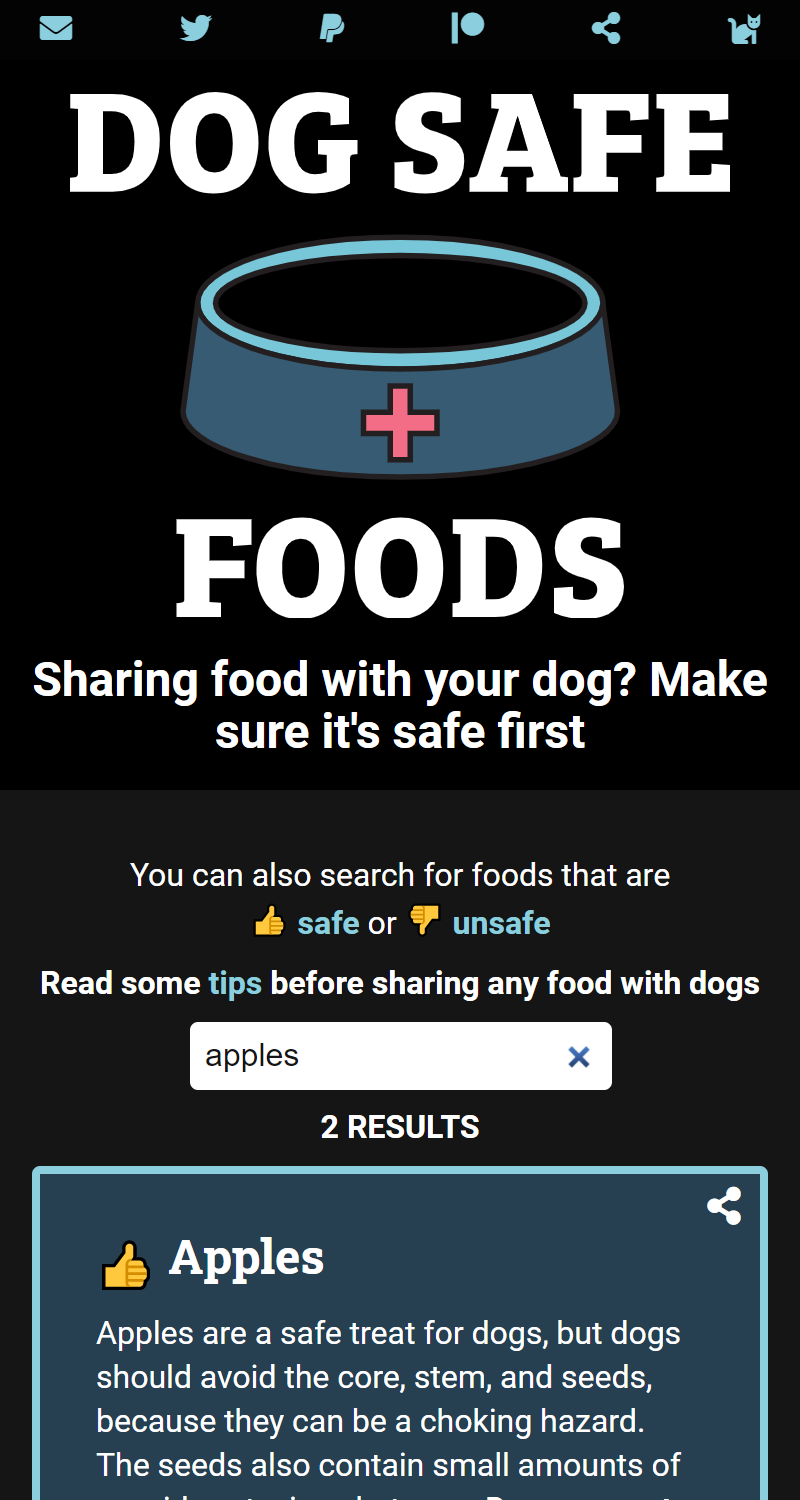 DOG SAFE
FOODS
Sharing food with your dog? Make
sure it's safe first
You can also search for foods that are
safe or unsafe
Read some tips before sharing any food with dogs
apples
2 RESULTS
Apples
Apples are a safe treat for dogs, but dogs
should avoid the core, stem, and seeds,
because they can be a choking hazard.
The seeds also contain small amounts of